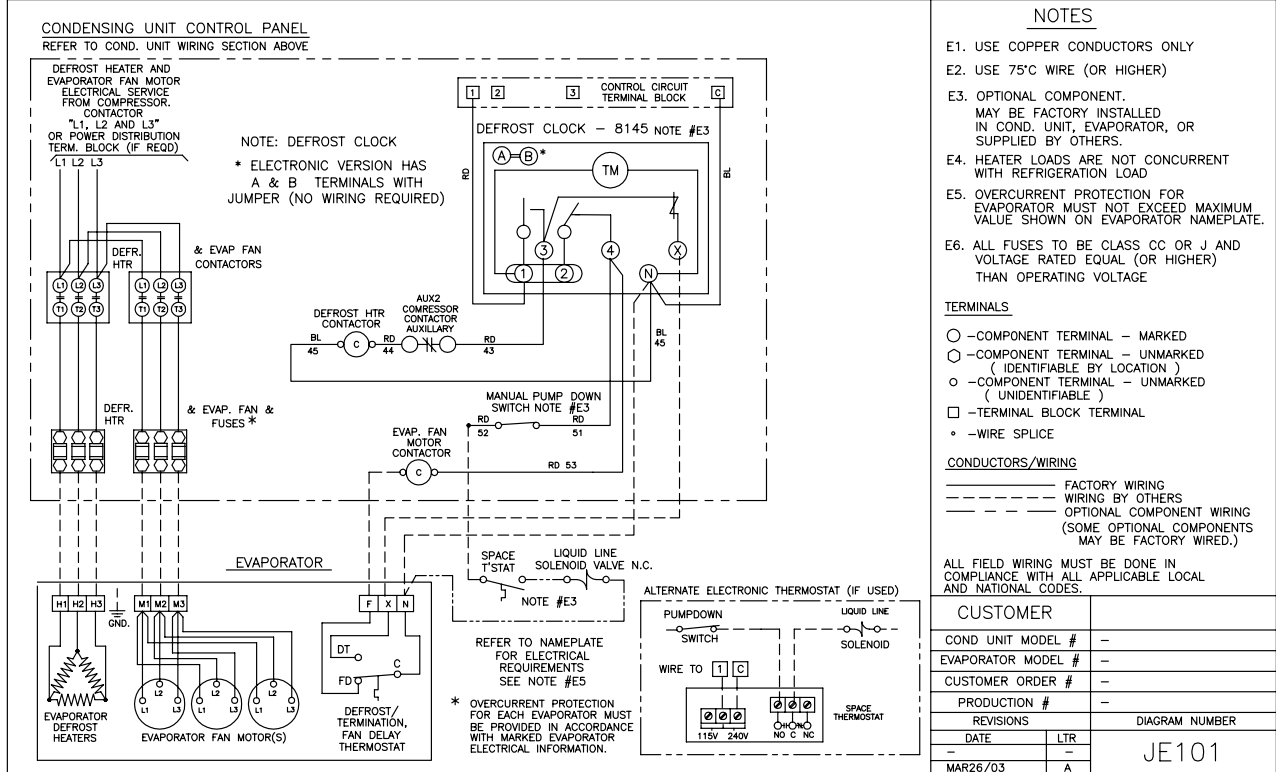 CONDENSING UNIT CONTROL PANEL
REFER TO COND. UNIT WIRING SECTION ABOVE
DEFROST HEATER AND
EVAPORATOR FAN MOTOR
ELECTRICAL SERVICE
FROM COMPRESSOR.
CONTACTOR
"L1, L2 AND L3"
OR POWER DISTRIBUTION
TERM. BLOCK (IF REQD)
L1 L2 L3
NOTE: DEFROST CLOCK
* ELECTRONIC VERSION HAS
A & B TERMINALS WITH
JUMPER (NO WIRING REQUIRED)
1 2 3 CONTROL CIRCUIT
TERMINAL BLOCK C
DEFROST CLOCK - 8145 NOTE #E3
A B *
TM
RD
BL
3 4 X
1 2 N
DEFR.
HTR
& EVAP FAN
CONTACTORS
L1 L2 L3 L1 L2 L3
T1 T2 T3 T1 T2 T3
DEFROST HTR
CONTACTOR
AUX2
COMRESSOR
CONTACTOR
AUXILLARY
BL
45
C
RD
44
RD
43
BL
45
MANUAL PUMP DOWN
SWITCH NOTE #E3
RD
52
RD
51
DEFR.
HTR
& EVAP. FAN &
FUSES *
EVAP. FAN
MOTOR
CONTACTOR
C
RD 53
EVAPORATOR
H1 H2 H3
GND.
M1 M2 M3
F X N
L2 L2 L2
L1 L3 L1 L3 L1 L3
EVAPORATOR
DEFROST
HEATERS
EVAPORATOR FAN MOTOR(S)
DT
C
FD
DEFROST/
TERMINATION,
FAN DELAY
THERMOSTAT
SPACE
T'STAT
LIQUID LINE
SOLENOID VALVE N.C.
NOTE #E3
REFER TO NAMEPLATE
FOR ELECTRICAL
REQUIREMENTS
SEE NOTE #E5
* OVERCURRENT PROTECTION
FOR EACH EVAPORATOR MUST
BE PROVIDED IN ACCORDANCE
WITH MARKED EVAPORATOR
ELECTRICAL INFORMATION.
ALTERNATE ELECTRONIC THERMOSTAT (IF USED)
PUMPDOWN
SWITCH
LIQUID LINE
SOLENOID
WIRE TO 1 C
115V 240V
NO C NC
SPACE
THERMOSTAT
NOTES
E1. USE COPPER CONDUCTORS ONLY
E2. USE 75°C WIRE (OR HIGHER)
E3. OPTIONAL COMPONENT.
MAY BE FACTORY INSTALLED
IN COND. UNIT, EVAPORATOR, OR
SUPPLIED BY OTHERS.
E4. HEATER LOADS ARE NOT CONCURRENT
WITH REFRIGERATION LOAD
E5. OVERCURRENT PROTECTION FOR
EVAPORATOR MUST NOT EXCEED MAXIMUM
VALUE SHOWN ON EVAPORATOR NAMEPLATE.
E6. ALL FUSES TO BE CLASS CC OR J AND
VOLTAGE RATED EQUAL (OR HIGHER)
THAN OPERATING VOLTAGE
TERMINALS
-COMPONENT TERMINAL - MARKED
-COMPONENT TERMINAL - UNMARKED
( IDENTIFIABLE BY LOCATION )
-COMPONENT TERMINAL - UNMARKED
( UNIDENTIFIABLE )
-TERMINAL BLOCK TERMINAL
-WIRE SPLICE
CONDUCTORS/WIRING
FACTORY WIRING
WIRING BY OTHERS
OPTIONAL COMPONENT WIRING
(SOME OPTIONAL COMPONENTS
MAY BE FACTORY WIRED.)
ALL FIELD WIRING MUST BE DONE IN
COMPLIANCE WITH ALL APPLICABLE LOCAL
AND NATIONAL CODES.
CUSTOMER
COND UNIT MODEL # -
EVAPORATOR MODEL # -
CUSTOMER ORDER # -
PRODUCTION # -
REVISIONS DIAGRAM NUMBER
DATE LTR
- -
MAR26/03 A
JE101